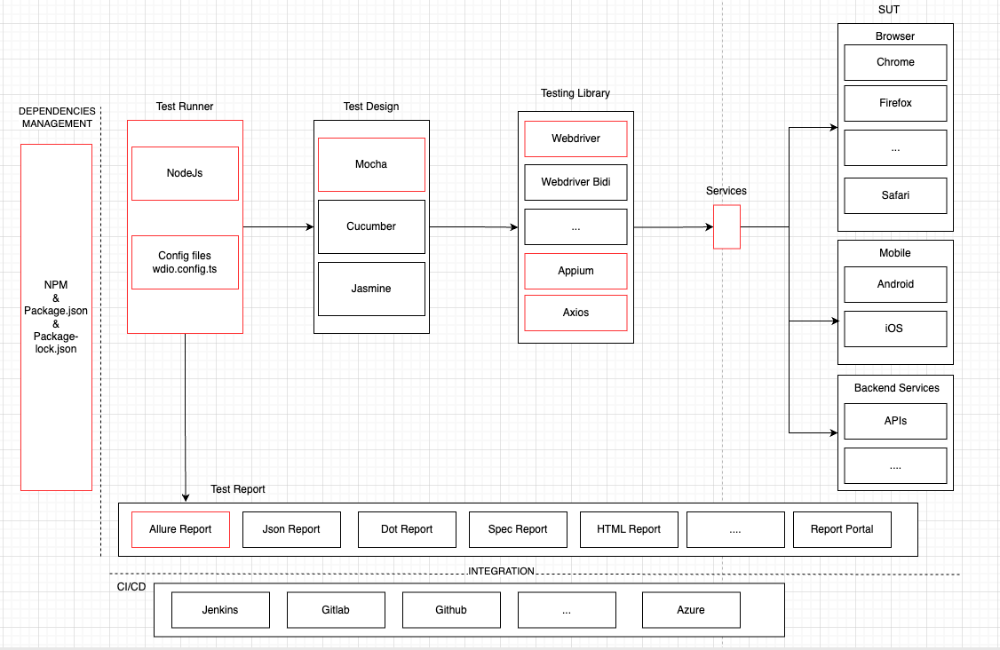 SUT
Browser
Chrome
Firefox
...
Safari
Mobile
Android
iOS
Backend Services
APIs
....
DEPENDENCIES
MANAGEMENT
NPM
&
Package.json
&
Package-
lock.json
Test Runner
NodeJs
Config files
wdio.config.ts
Test Design
Mocha
Cucumber
Jasmine
Testing Library
Webdriver
Webdriver Bidi
...
Appium
Axios
Services
Test Report
Allure Report
Json Report
Dot Report
Spec Report
HTML Report
....
Report Portal
INTEGRATION
CI/CD
Jenkins
Gitlab
Github
...
Azure